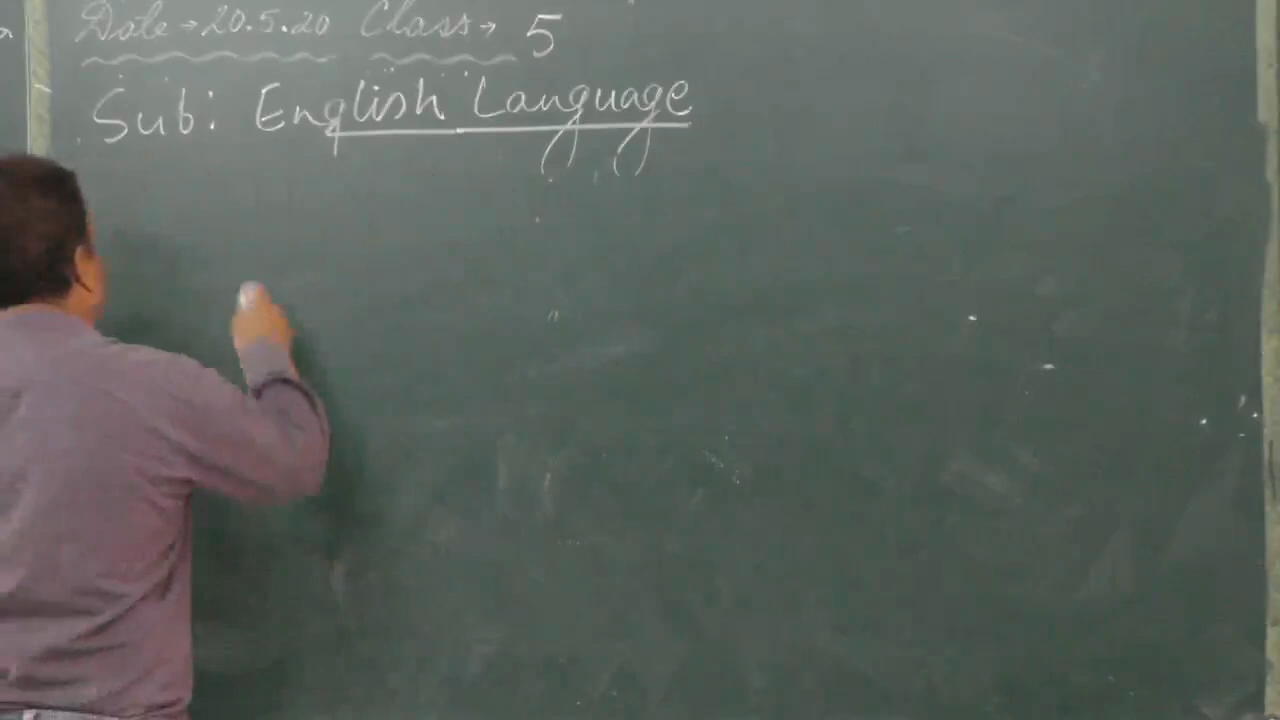 Date → 20.5.20 Class → 5
Sub: English Language